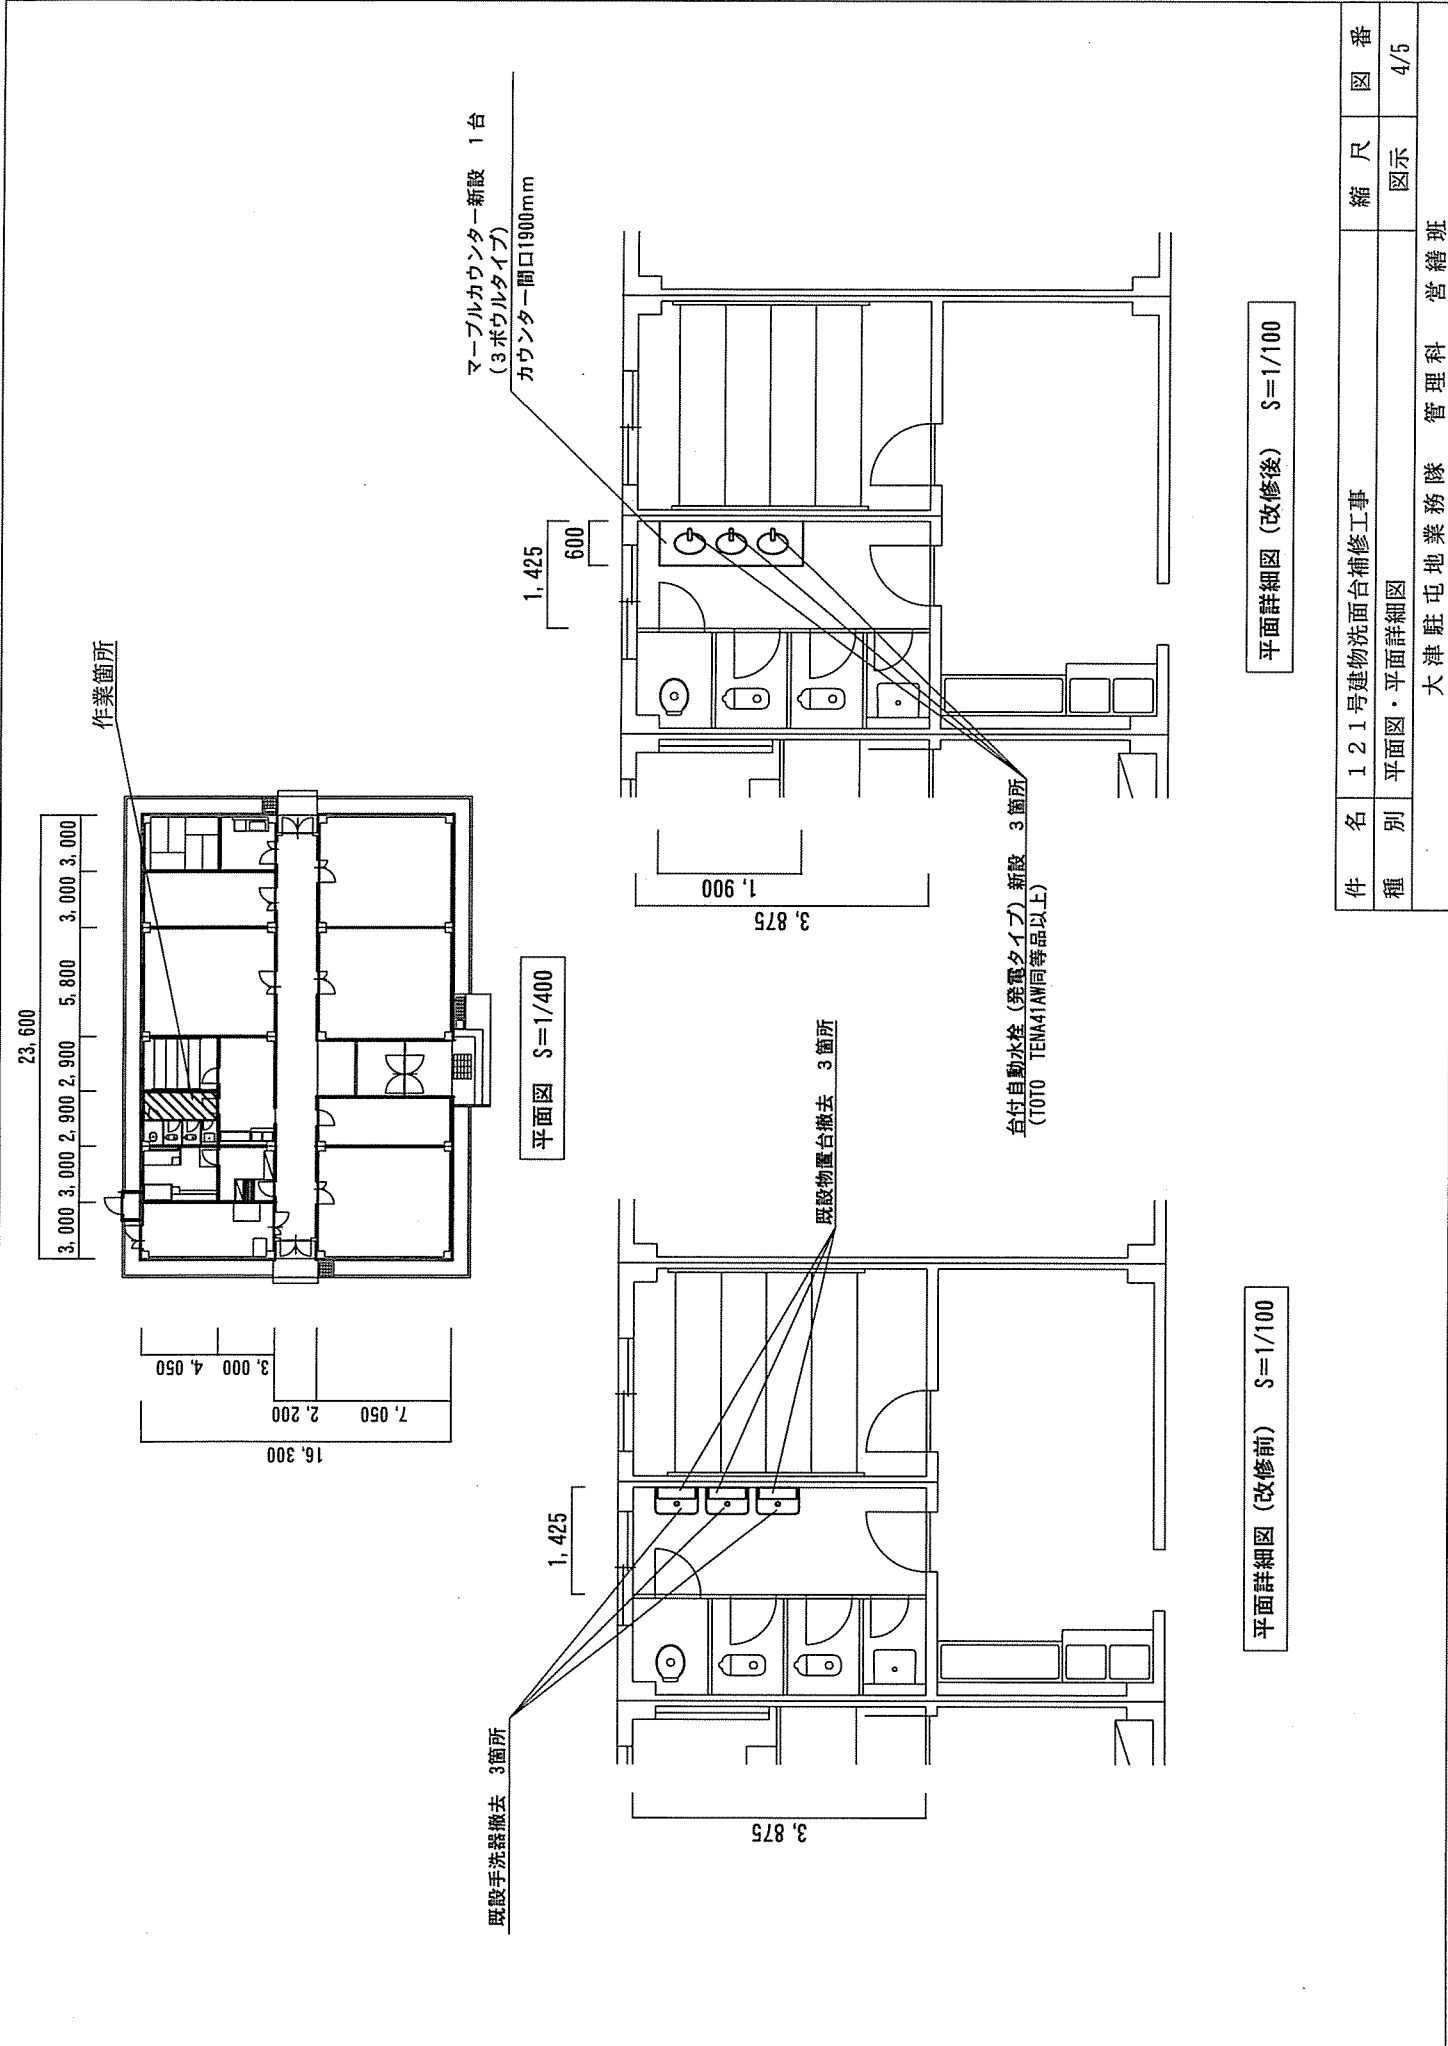 23,600
3,000 3,000 2,900 2,900 5,800 3,000 3,000
作業箇所
16,300
4,050
3,000
2,200
7,050
平面図 S=1/400
既設手洗器撤去 3箇所
1,425
既設物置台撤去 3箇所
3,875
平面詳細図(改修前) S=1/100
マーブルカウンター新設 1台
(3ボウルタイプ)
カウンター間口1900mm
1,425
600
1,900
3,875
台付自動水栓(発電タイプ)新設 3箇所
(TOTO TENA41AW同等品以上)
平面詳細図(改修後) S=1/100
件名 121号建物洗面台補修工事 縮尺 図番
種別 平面図・平面詳細図 図示 4/5
大津駐屯地業務隊 管理科 営繕班